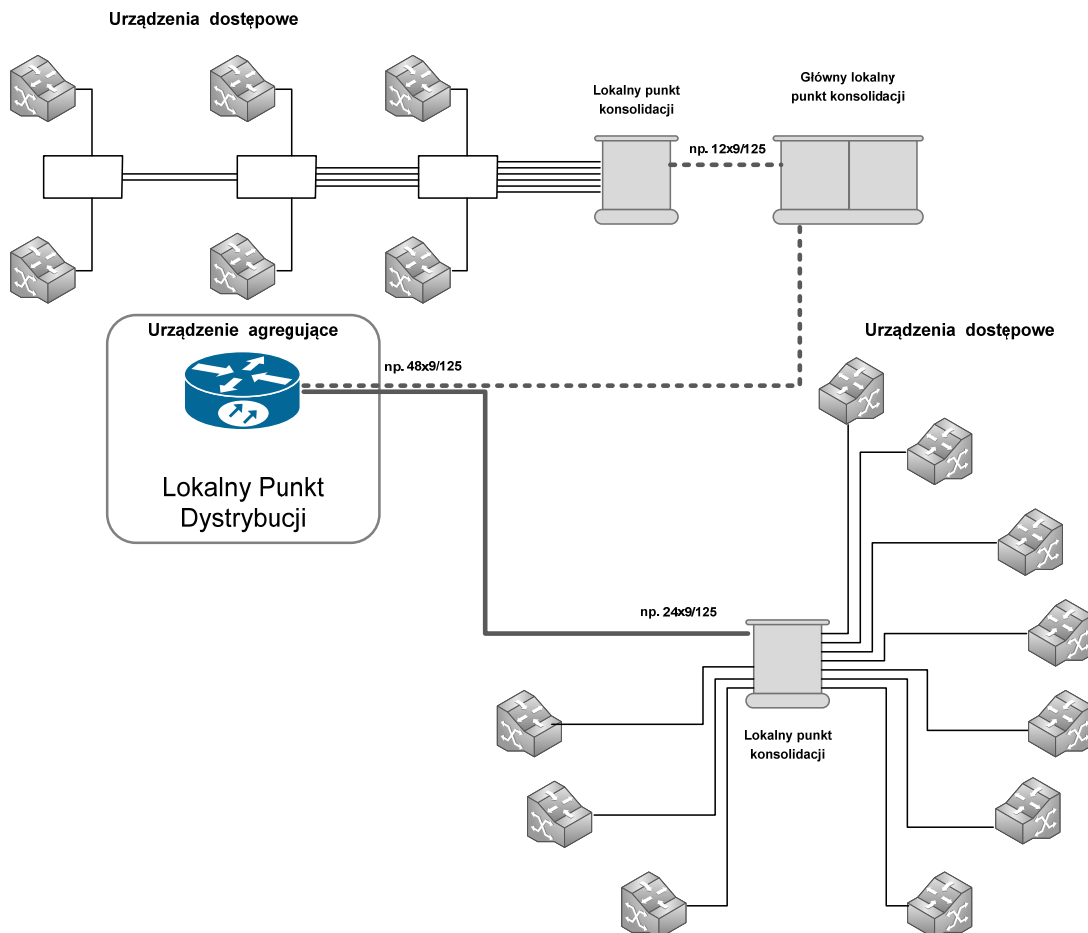 Urządzenia dostępowe
Lokalny punkt
konsolidacji
Główny lokalny
punkt konsolidacji
np. 12x9/125
Urządzenie agregujące
np. 48x9/125
Urządzenia dostępowe
Lokalny Punkt
Dystrybucji
np. 24x9/125
Lokalny punkt
konsolidacji